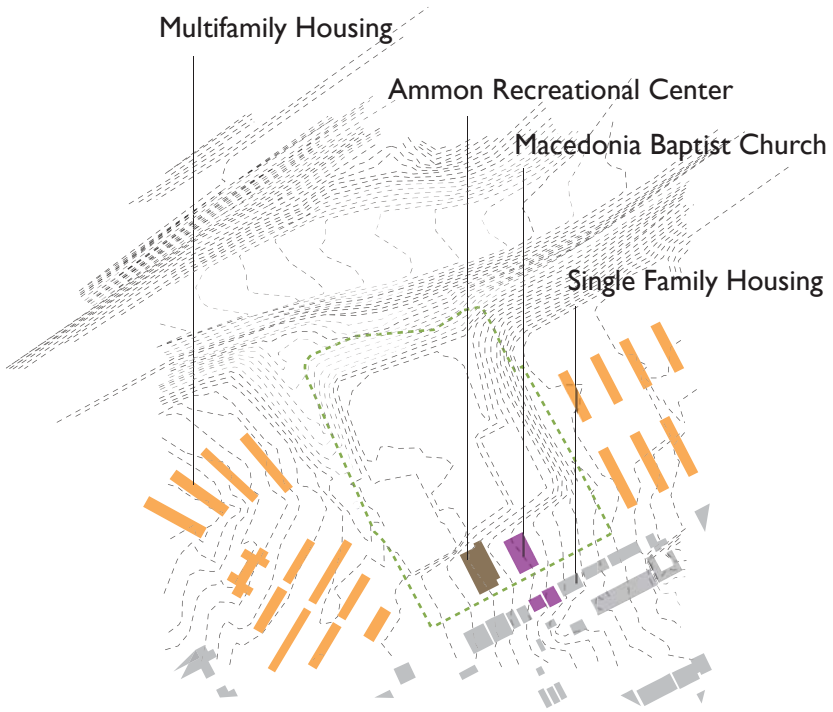 Multifamily Housing
Ammon Recreational Center
Macedonia Baptist Church
Single Family Housing